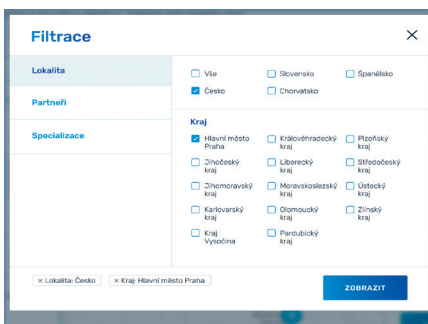 Filtrace
Lokalita
Partneři
Specializace
Vše
Slovensko
Španělsko
Česko
Chorvatsko
Kraj
Hlavní město
Praha
Královéhradecký
kraj
Plzeňský
kraj
Jihočeský
kraj
Liberecký
kraj
Středočeský
kraj
Jihomoravský
kraj
Moravskoslezský
kraj
Ústecký
kraj
Karlovarský
kraj
Olomoucký
kraj
Zlínský
kraj
Kraj
Vysočina
Pardubický
kraj
× Lokalita: Česko
× Kraj: Hlavní město Praha
ZOBRAZIT